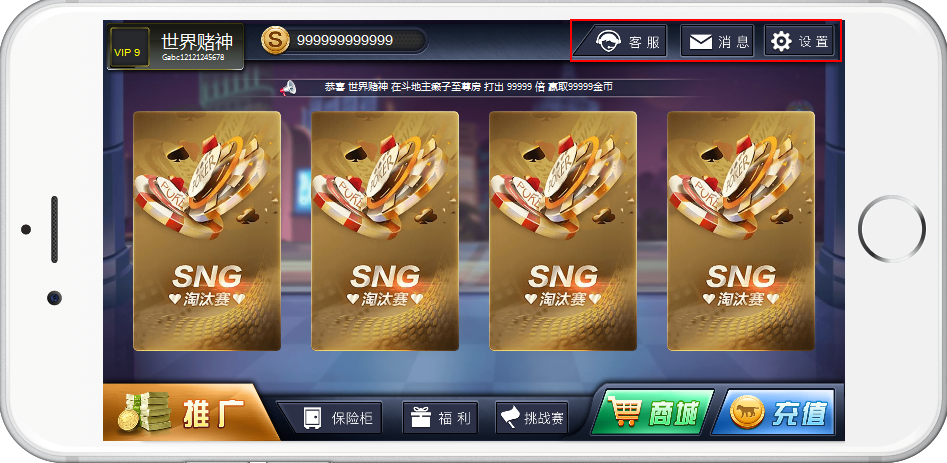 VIP 9
世界赌神
Gabc12121245678
S 999999999999
客服
消息
设置
恭喜 世界赌神 在斗地主癞子至尊房 打出 99999 倍 赢取99999金币
POKER
POKER
SNG
淘汰赛
POKER
POKER
SNG
淘汰赛
POKER
POKER
SNG
淘汰赛
POKER
POKER
SNG
淘汰赛
推广
保险柜
福利
挑战赛
商城
充值